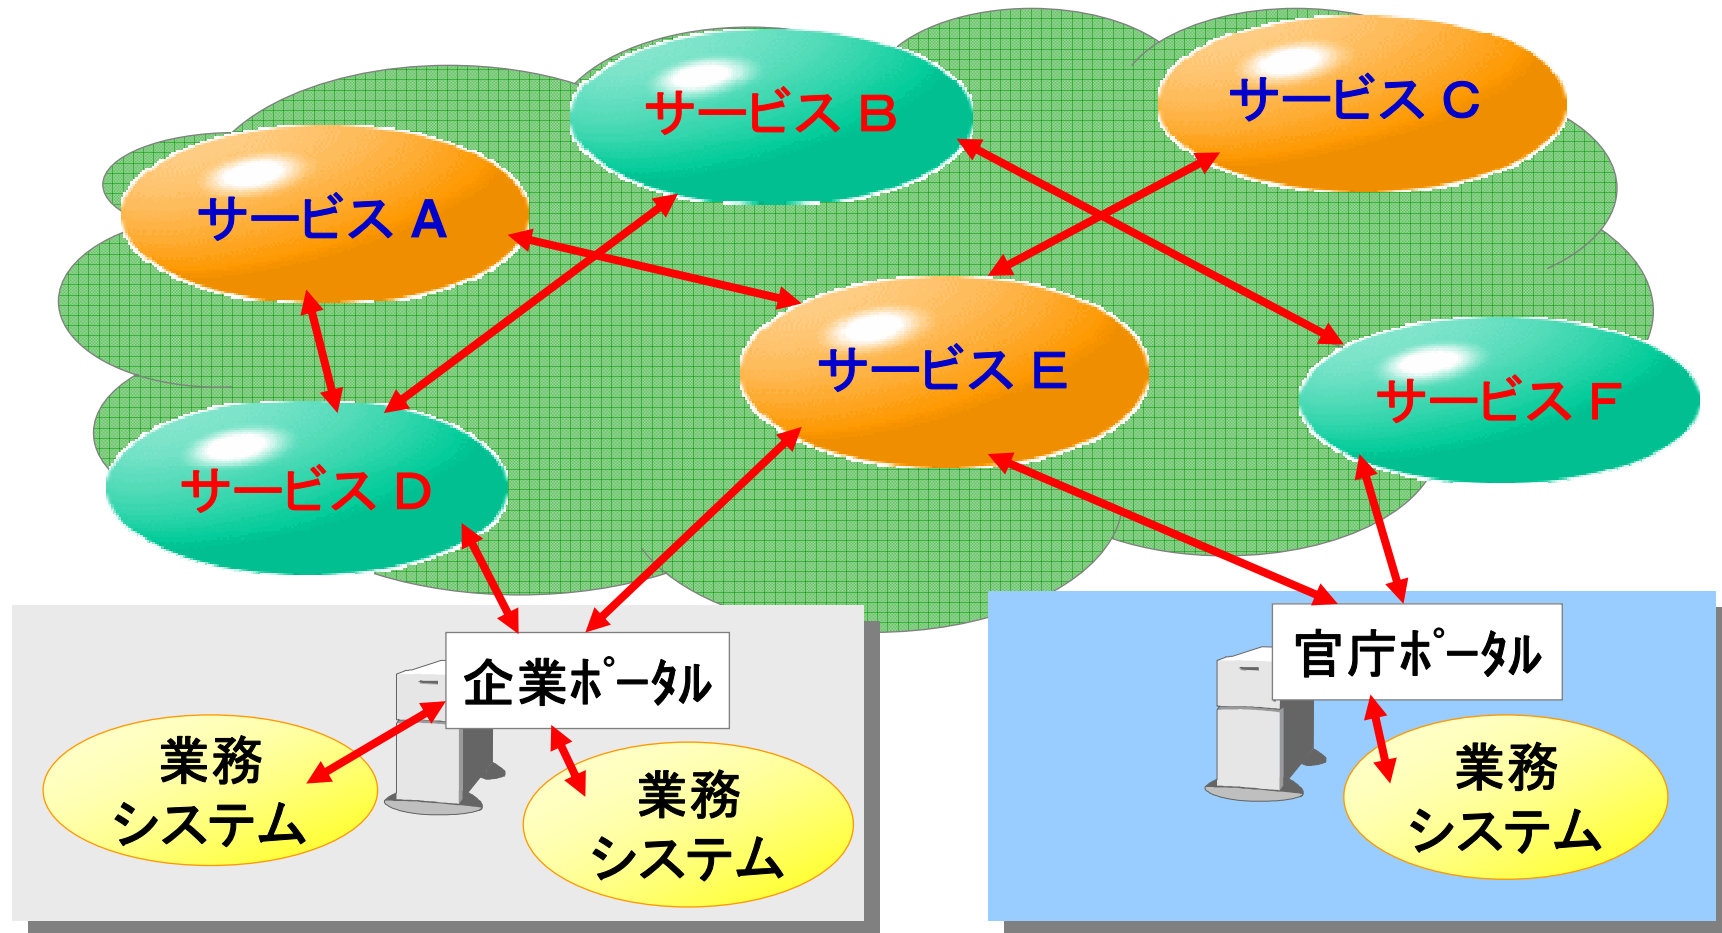 サービス B
サービス C
サービス A
サービス E
サービス F
サービス D
企業ﾎﾟｰﾀﾙ
官庁ﾎﾟｰﾀﾙ
業務
システム
業務
システム
業務
システム